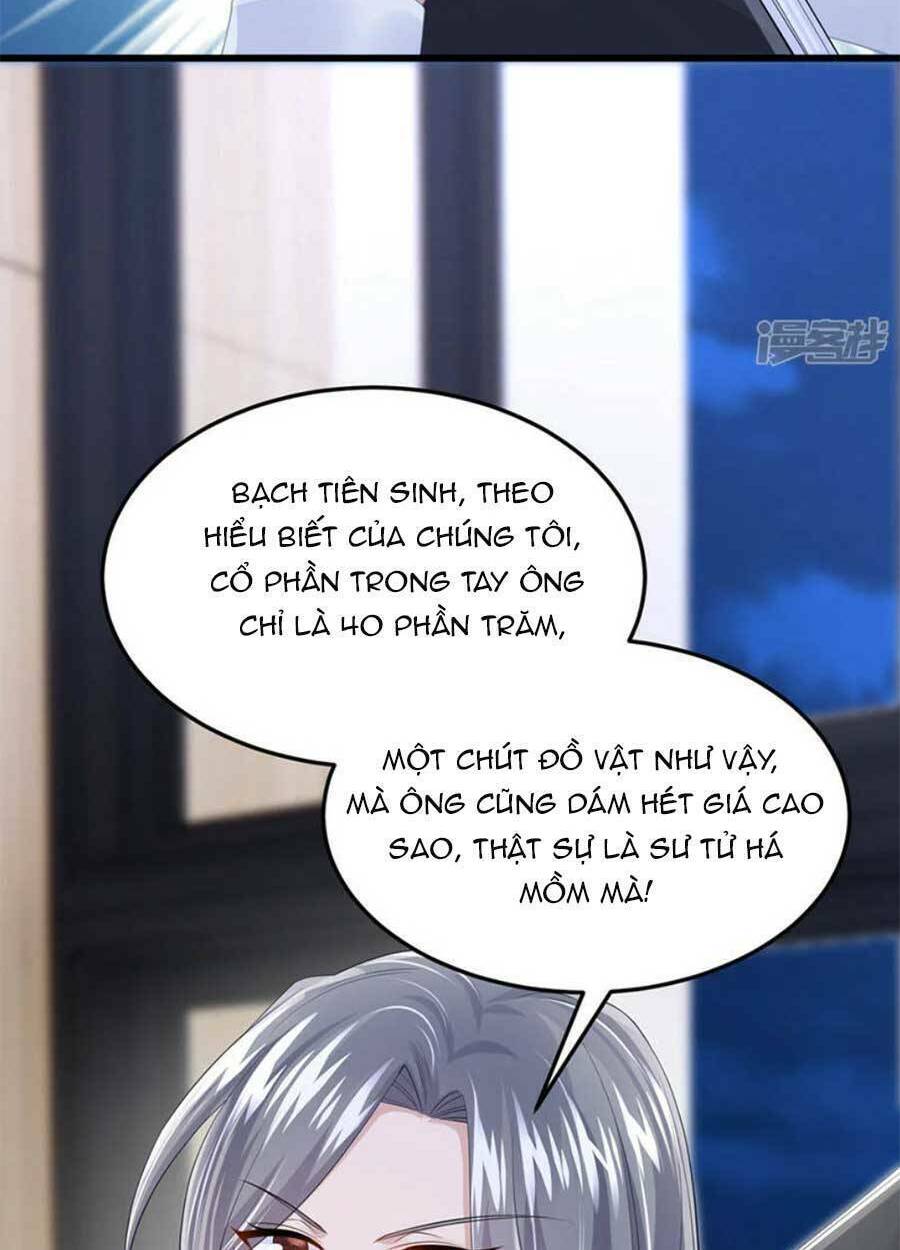 漫客栈
BẠCH TIÊN SINH, THEO
HIỂU BIẾT CỦA CHÚNG TÔI,
CỔ PHẦN TRONG TAY ÔNG
CHỈ LÀ 40 PHẦN TRĂM,
MỘT CHÚT ĐỒ VẬT NHƯ VẬY,
MÀ ÔNG CŨNG DÁM HÉT GIÁ CAO
SAO, THẬT SỰ LÀ SƯ TỬ HÁ
MỒM MÀ!